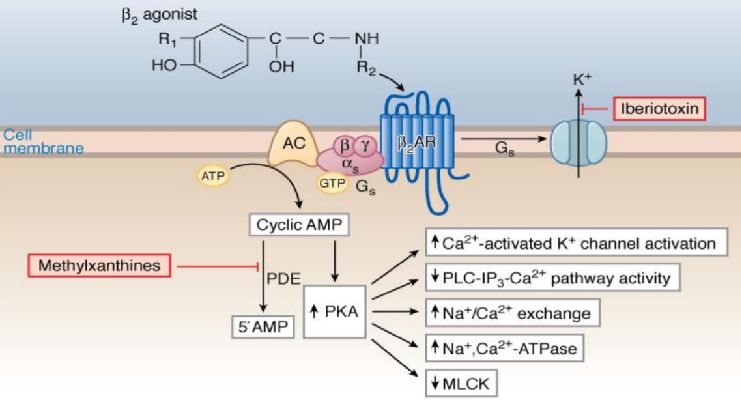 β₂ agonist
R₁
C
C
NH
HO
OH
R₂
K⁺
Iberiotoxin
Cell
membrane
AC
β
γ
β₂AR
Gₛ
αₛ
ATP
GTP
Gₛ
Cyclic AMP
↑Ca²⁺-activated K⁺ channel activation
Methylxanthines
PDE
↓PLC-IP₃-Ca²⁺ pathway activity
↑ PKA
↑Na⁺/Ca²⁺ exchange
5′AMP
↑Na⁺,Ca²⁺-ATPase
↓MLCK